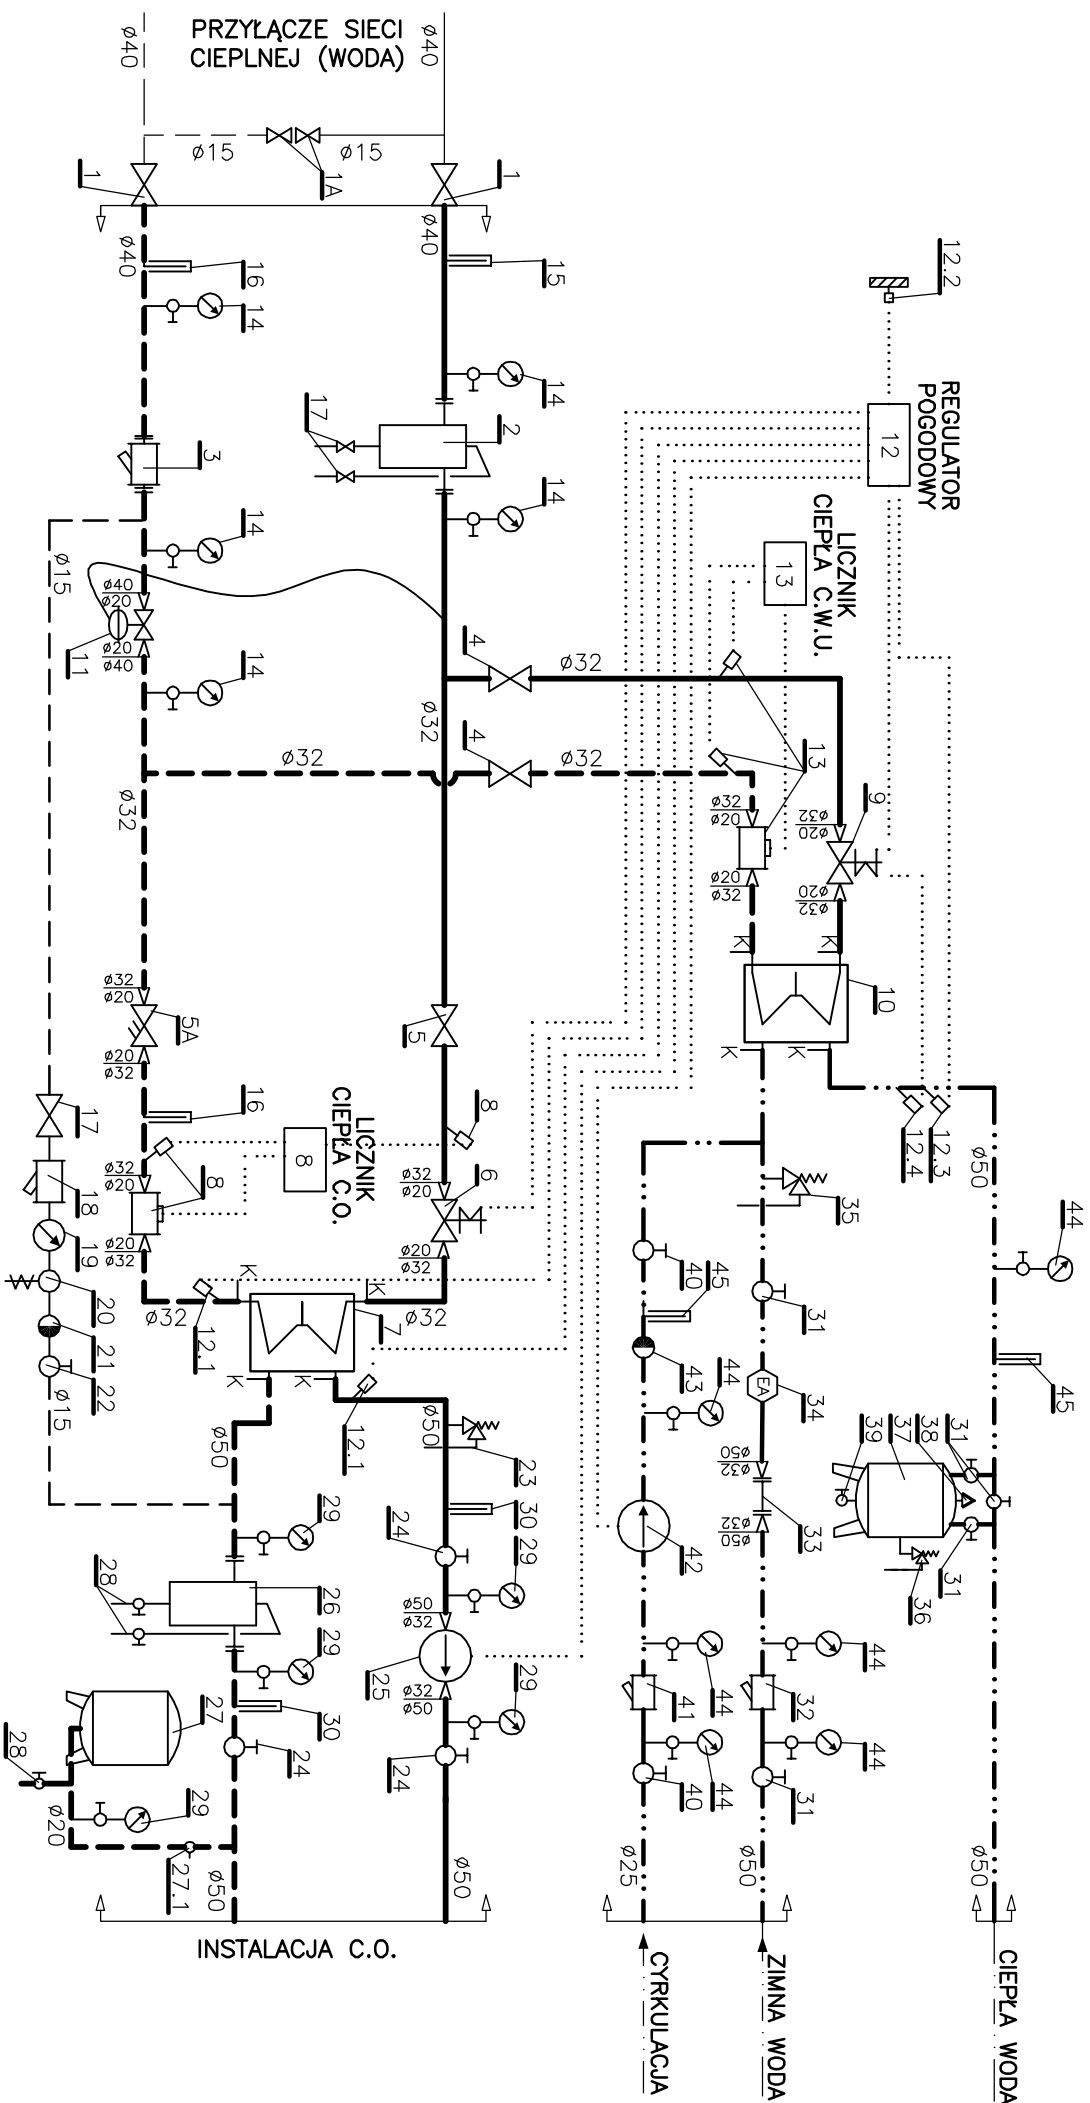 PRZYŁĄCZE SIECI
CIEPLNEJ (WODA)
ø40
ø40
ø15
ø15
1A
1
1
ø40
ø40
16
14
15
14
12.2
REGULATOR
POGODOWY
12
17
2
3
14
14
LICZNIK
CIEPŁA C.W.U.
13
ø15
ø40
ø20
ø20
ø40
11
14
4
ø32
ø32
4
ø32
ø32
ø32
13
9
ø32
ø20
ø20
ø32
ø32
ø20
ø20
ø32
K
K
10
K
K
ø32
ø20
5A
ø20
ø32
5
16
LICZNIK
CIEPŁA C.O.
8
8
8
6
ø32
ø20
ø20
ø32
ø32
ø20
ø20
ø32
17
18
19
20
21
22
ø15
ø32
12.1
K
K
7
ø32
K
K
12.1
12.4
12.3
ø50
44
35
40
45
31
43
44
34
EA
45
ø50
ø50
23
30
29
24
29
26
28
29
ø50
ø32
25
ø32
ø50
29
24
30
24
27
28
29
ø20
27.1
ø50
ø50
INSTALACJA C.O.
ø50
ø32
33
ø32
ø50
42
39
37
38
31
31
36
44
44
41
32
44
44
40
31
ø25
ø50
ø50
CYRKULACJA
ZIMNA WODA
CIEPŁA WODA